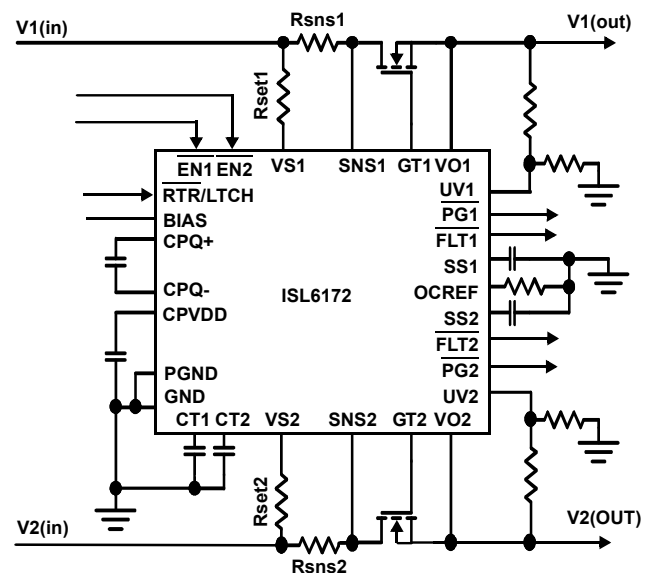 V1(in)
Rsns1
V1(out)
Rset1
EN1 EN2
VS1
SNS1
GT1 VO1
RTR/LTCH
UV1
BIAS
PG1
CPQ+
FLT1
SS1
CPQ-
ISL6172
OCREF
CPVDD
SS2
FLT2
PGND
PG2
GND
UV2
CT1 CT2
VS2
SNS2
GT2 VO2
Rset2
V2(in)
V2(OUT)
Rsns2